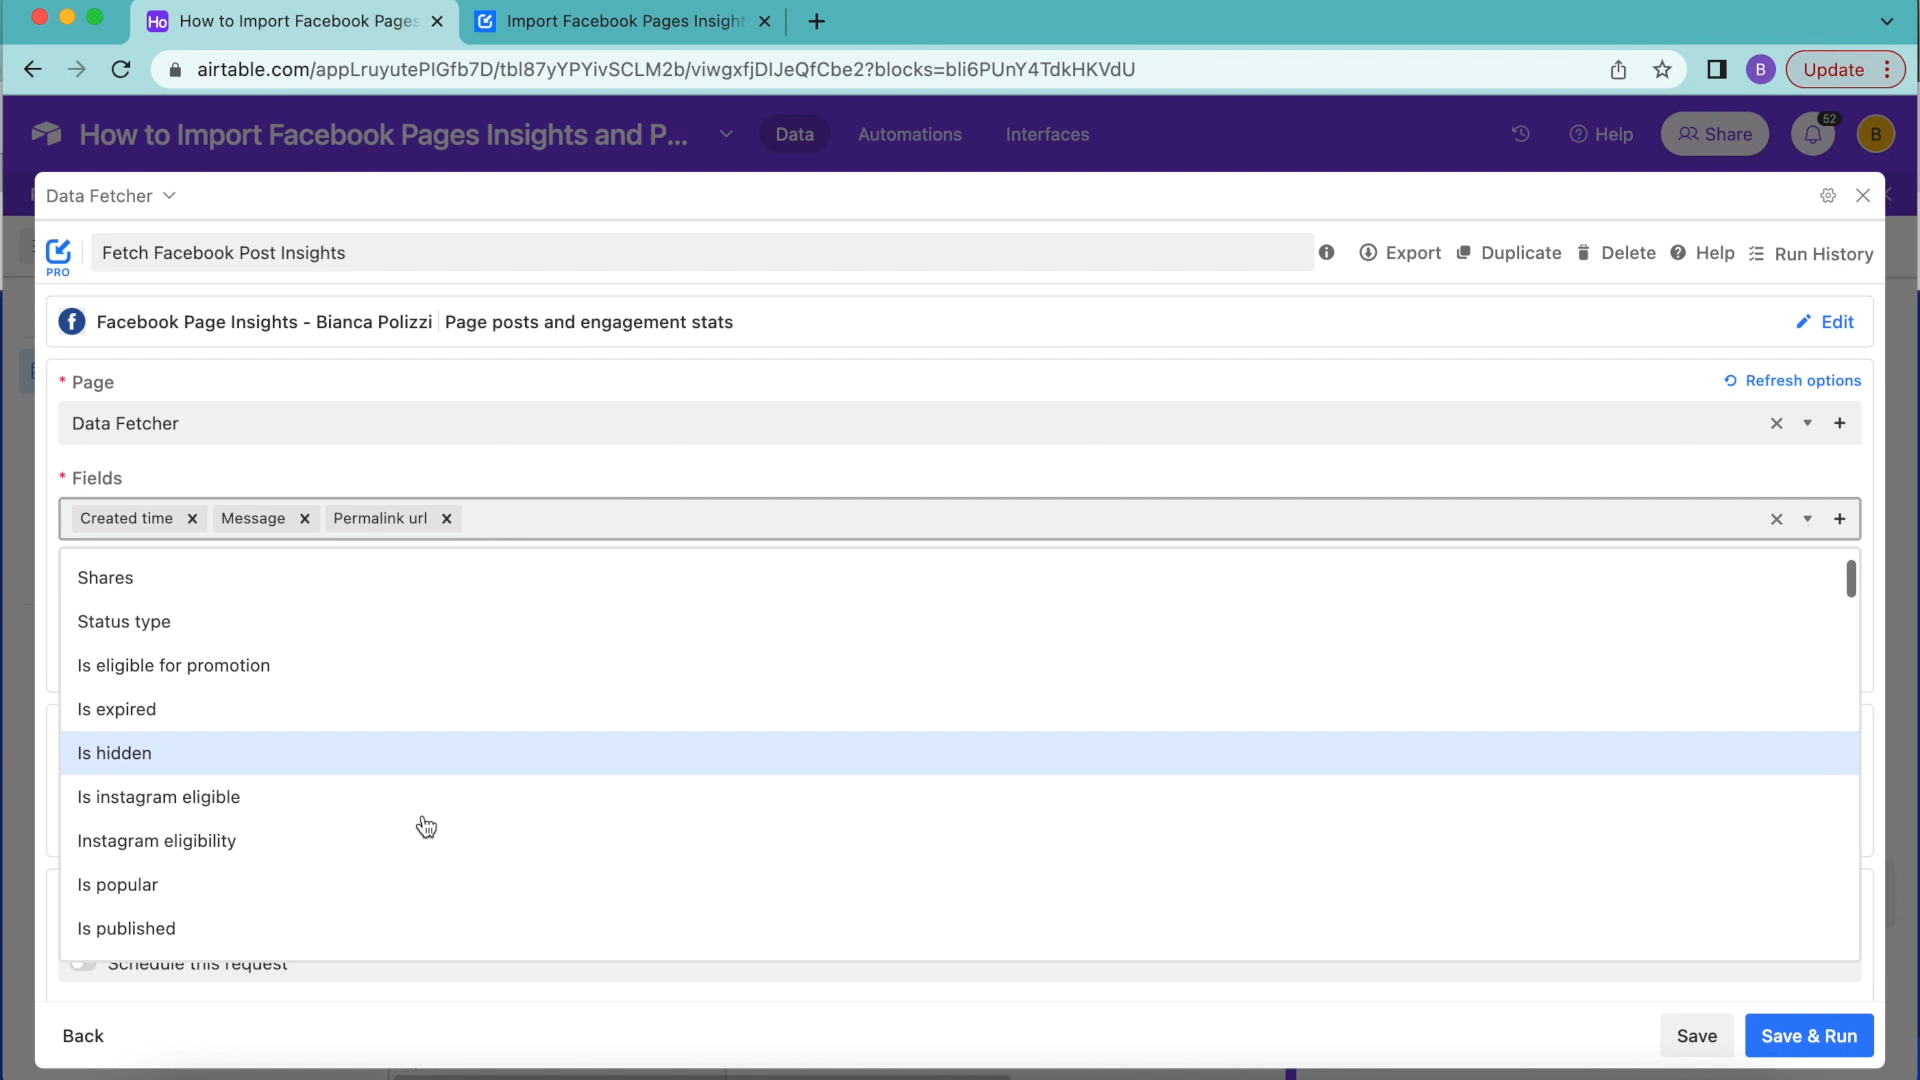 Ho How to Import Facebook Pages
Import Facebook Pages Insight
airtable.com/appLruyutePIGfb7D/tbl87yYPYivSCLM2b/viwgxfjDIJeQfCbe2?blocks=bli6PUnY4TdkHKVdU
B
Update
How to Import Facebook Pages Insights and P...
Data
Automations
Interfaces
Help
Share
52
B
Data Fetcher
PRO
Fetch Facebook Post Insights
Export
Duplicate
Delete
Help
Run History
Facebook Page Insights - Bianca Polizzi
Page posts and engagement stats
Edit
* Page
Refresh options
Data Fetcher
* Fields
Created time
Message
Permalink url
Shares
Status type
Is eligible for promotion
Is expired
Is hidden
Is instagram eligible
Instagram eligibility
Is popular
Is published
Schedule this request
Back
Save
Save & Run